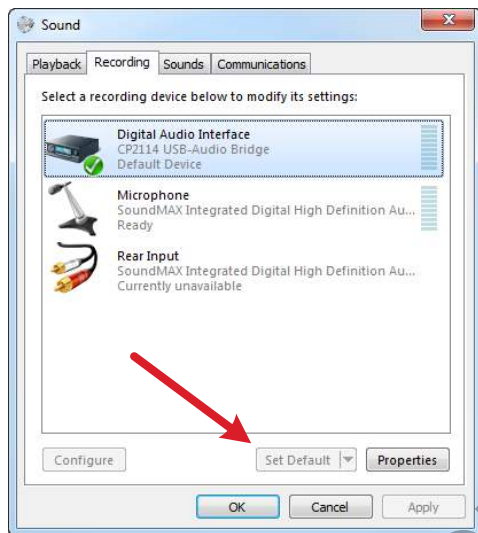 Sound
Playback Recording Sounds Communications
Select a recording device below to modify its settings:
Digital Audio Interface
CP2114 USB-Audio Bridge
Default Device
Microphone
SoundMAX Integrated Digital High Definition Au...
Ready
Rear Input
SoundMAX Integrated Digital High Definition Au...
Currently unavailable
Configure Set Default Properties
OK Cancel Apply